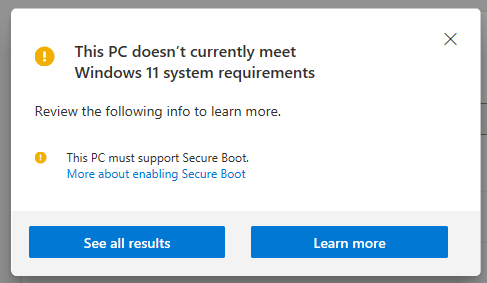 This PC doesn’t currently meet
Windows 11 system requirements
Review the following info to learn more.
This PC must support Secure Boot.
More about enabling Secure Boot
See all results
Learn more